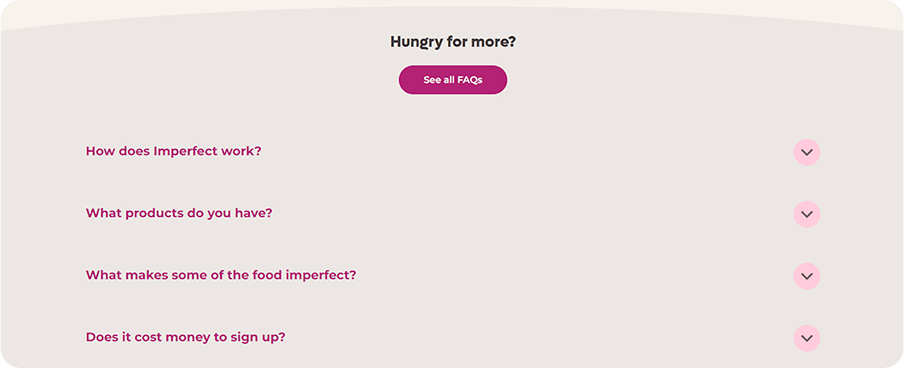 Hungry for more?
See all FAQs
How does Imperfect work?
What products do you have?
What makes some of the food imperfect?
Does it cost money to sign up?